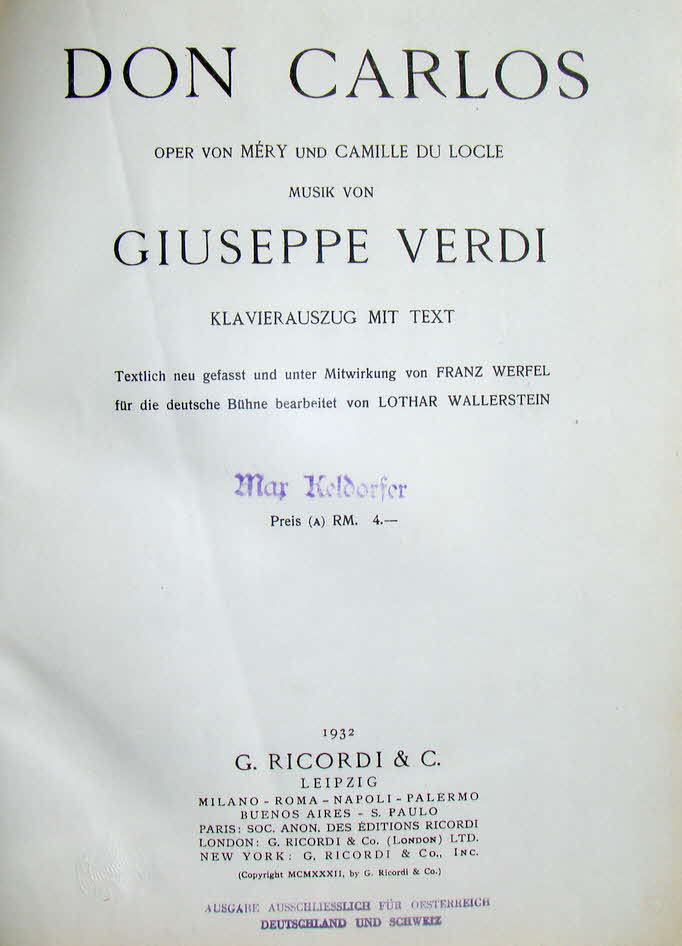 DON CARLOS
OPER VON MÉRY UND CAMILLE DU LOCLE
MUSIK VON
GIUSEPPE VERDI
KLAVIERAUSZUG MIT TEXT
Textlich neu gefasst und unter Mitwirkung von FRANZ WERFEL
für die deutsche Bühne bearbeitet von LOTHAR WALLERSTEIN
Max Keldorfer
Preis (A) RM. 4.—
1932
G. RICORDI & C.
LEIPZIG
MILANO - ROMA - NAPOLI - PALERMO
BUENOS AIRES - S. PAULO
PARIS: SOC. ANON. DES ÉDITIONS RICORDI
LONDON: G. RICORDI & Co. (LONDON) LTD.
NEW YORK: G. RICORDI & Co., INC.
(Copyright MCMXXXII, by G. Ricordi & Co.)
AUSGABE AUSSCHLIESSLICH FÜR OESTERREICH
DEUTSCHLAND UND SCHWEIZ